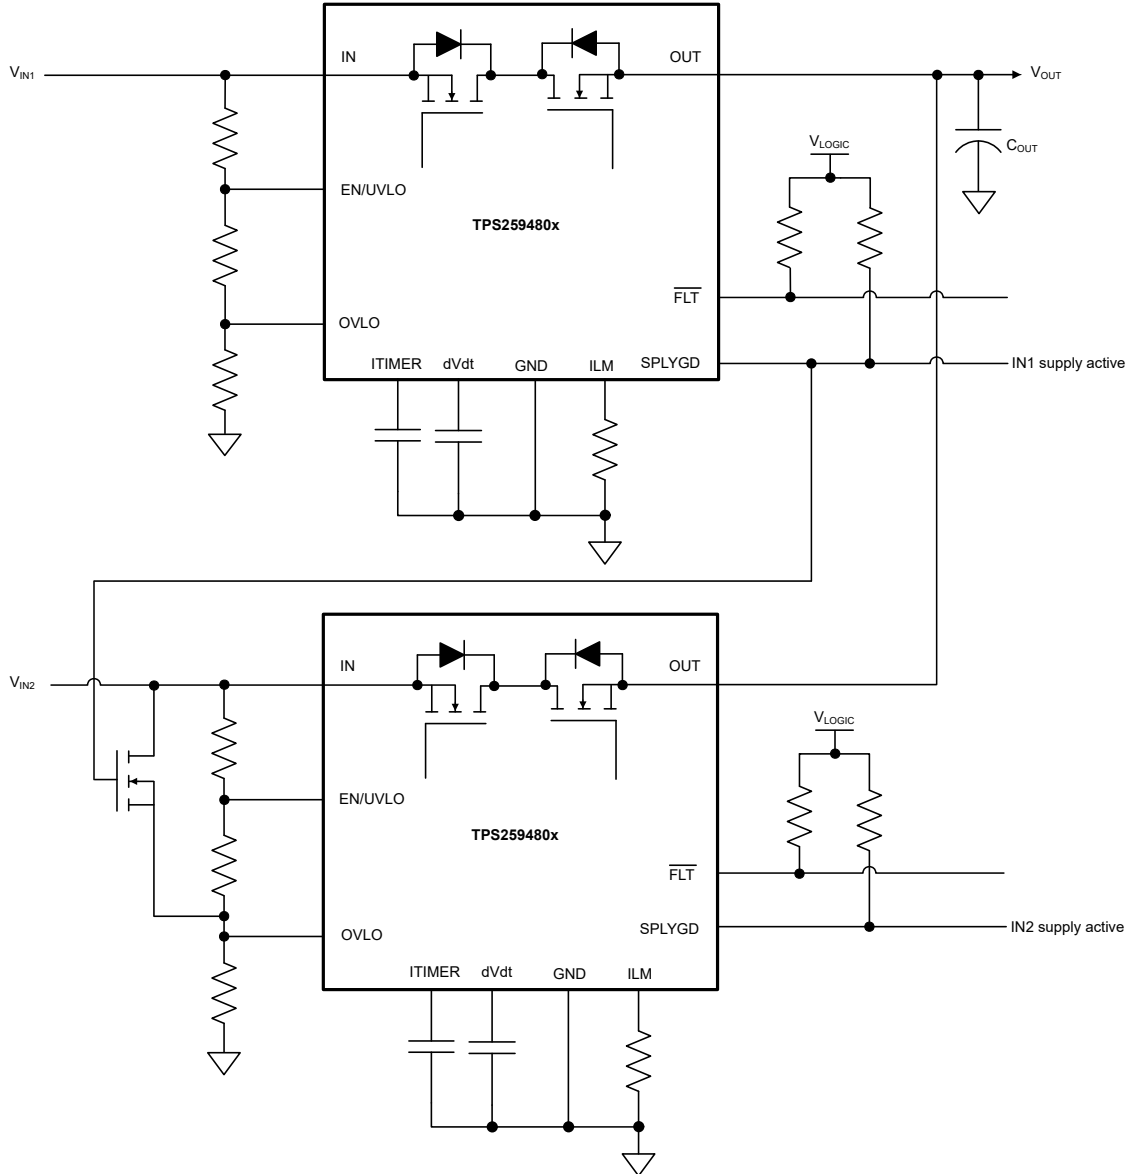 IN
OUT
VIN1
VOUT
VLOGIC
COUT
EN/UVLO
TPS259480x
FLT
OVLO
ITIMER
dVdt
GND
ILM
SPLYGD
IN1 supply active
IN
OUT
VIN2
VLOGIC
EN/UVLO
TPS259480x
FLT
OVLO
SPLYGD
IN2 supply active
ITIMER
dVdt
GND
ILM